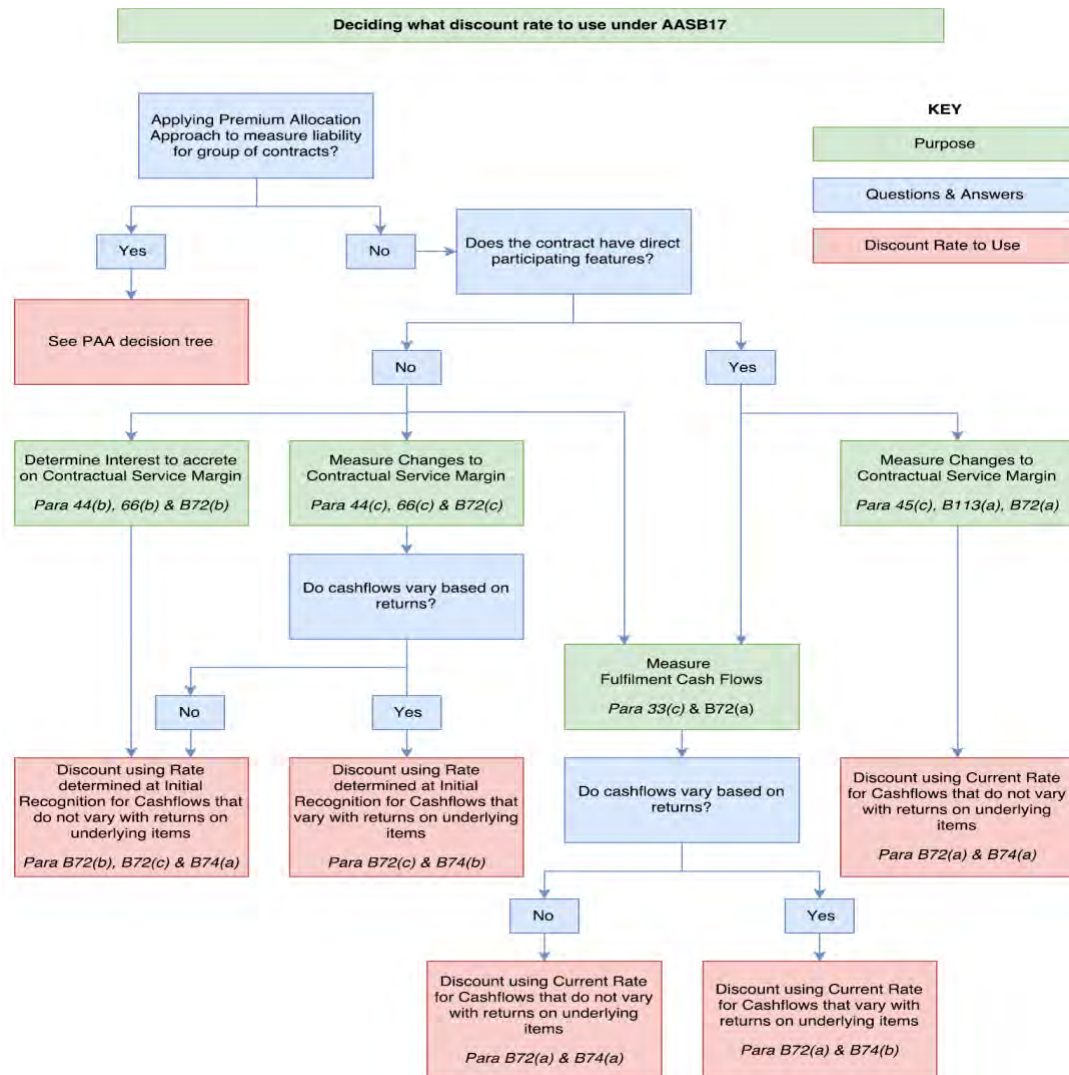 Deciding what discount rate to use under AASB17
Applying Premium Allocation
Approach to measure liability
for group of contracts?
KEY
Purpose
Questions & Answers
Discount Rate to Use
Yes
No
Does the contract have direct
participating features?
See PAA decision tree
No
Yes
Determine Interest to accrete
on Contractual Service Margin
Para 44(b), 66(b) & B72(b)
Measure Changes to
Contractual Service Margin
Para 44(c), 66(c) & B72(c)
Measure Changes to
Contractual Service Margin
Para 45(c), B113(a), B72(a)
Do cashflows vary based on
returns?
Measure
Fulfilment Cash Flows
Para 33(c) & B72(a)
No
Yes
Discount using Rate
determined at Initial
Recognition for Cashflows that
do not vary with returns on
underlying items
Para B72(b), B72(c) & B74(a)
Discount using Rate
determined at Initial
Recognition for Cashflows that
vary with returns on
underlying items
Para B72(c) & B74(b)
Do cashflows vary based on
returns?
Discount using Current Rate
for Cashflows that do not vary
with returns on underlying
items
Para B72(a) & B74(a)
No
Yes
Discount using Current Rate
for Cashflows that do not vary
with returns on underlying
items
Para B72(a) & B74(a)
Discount using Current Rate
for Cashflows that vary with
returns on underlying items
Para B72(a) & B74(b)